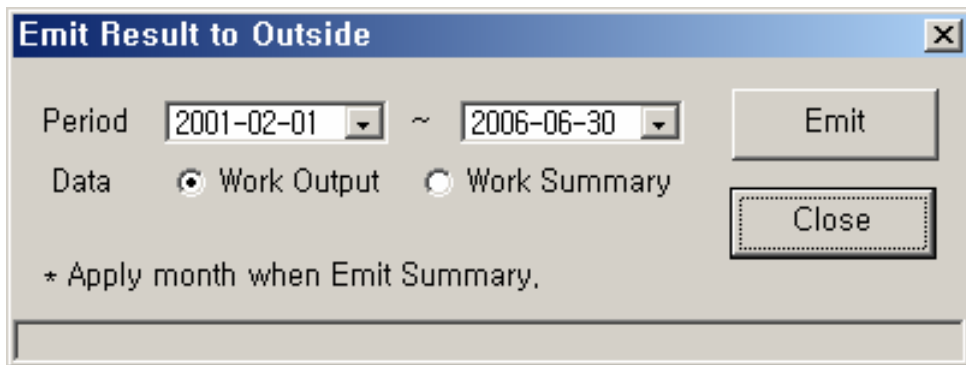 Emit Result to Outside
Period 2001-02-01 ~ 2006-06-30 Emit
Data Work Output Work Summary
Close
* Apply month when Emit Summary,